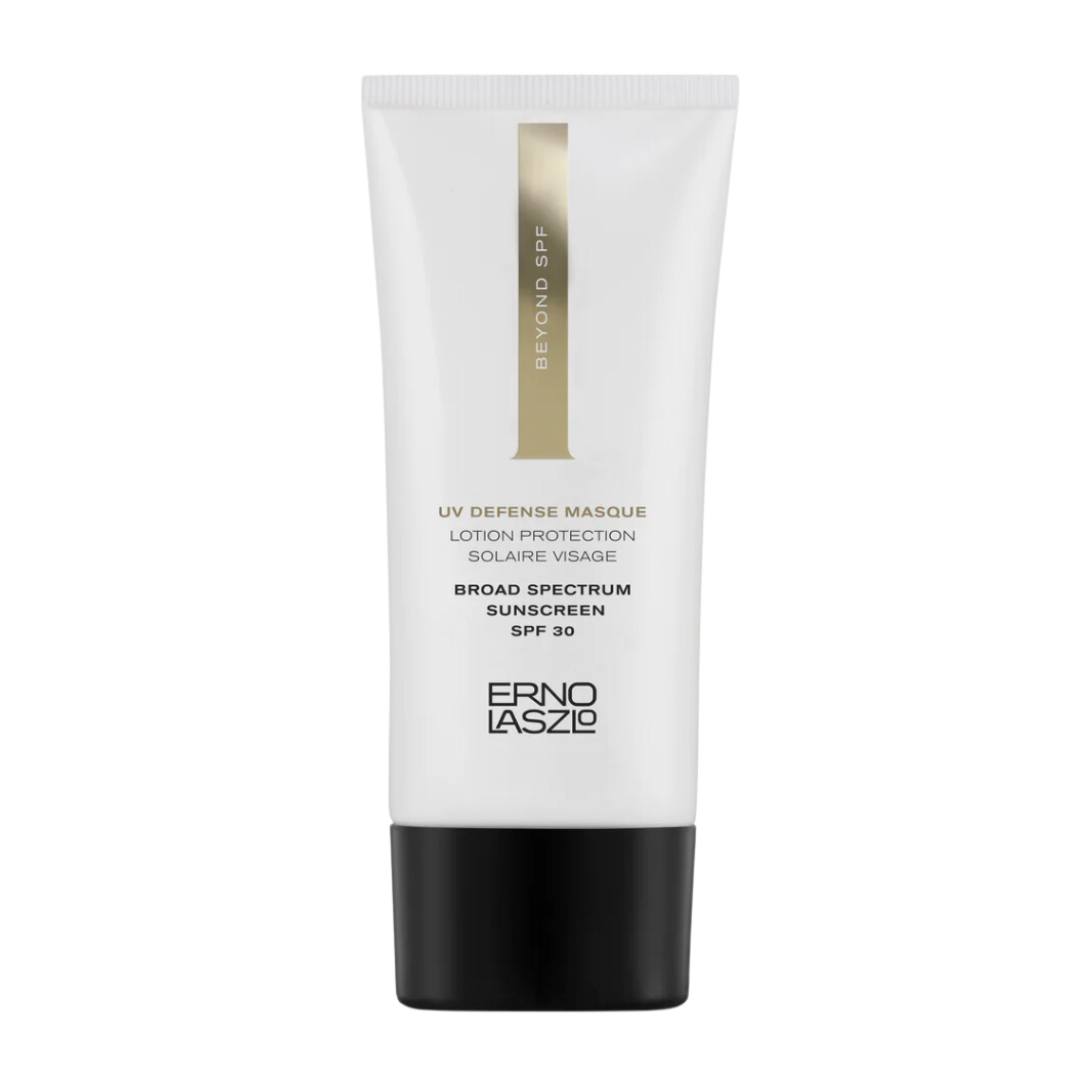 BEYOND SPF
UV DEFENSE MASQUE
LOTION PROTECTION
SOLAIRE VISAGE
BROAD SPECTRUM
SUNSCREEN
SPF 30
ERNO
LASZLO